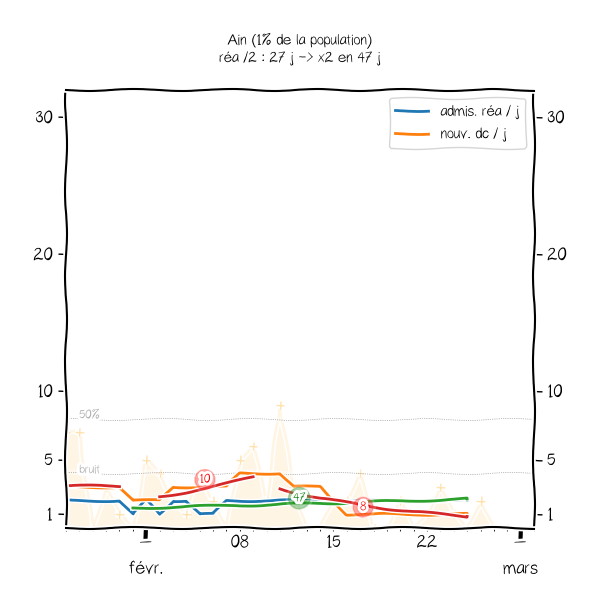 Ain (1% de la population)
réa /2 : 27 j -> x2 en 47 j
admis. réa / j
nouv. dc / j
30
30
20
20
10
10
50%
5
5
bruit
10
47
8
1
1
08
15
22
févr.
mars